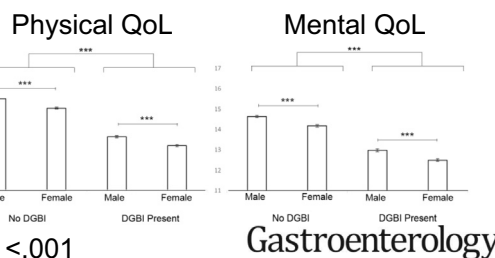 Physical QoL
Mental QoL
***
***
***
***
***
***
17
16
15
14
13
12
11
Male
Female
Male
Female
Male
Female
Female
No DGBI
DGBI Present
No DGBI
DGBI Present
<.001
Gastroenterology